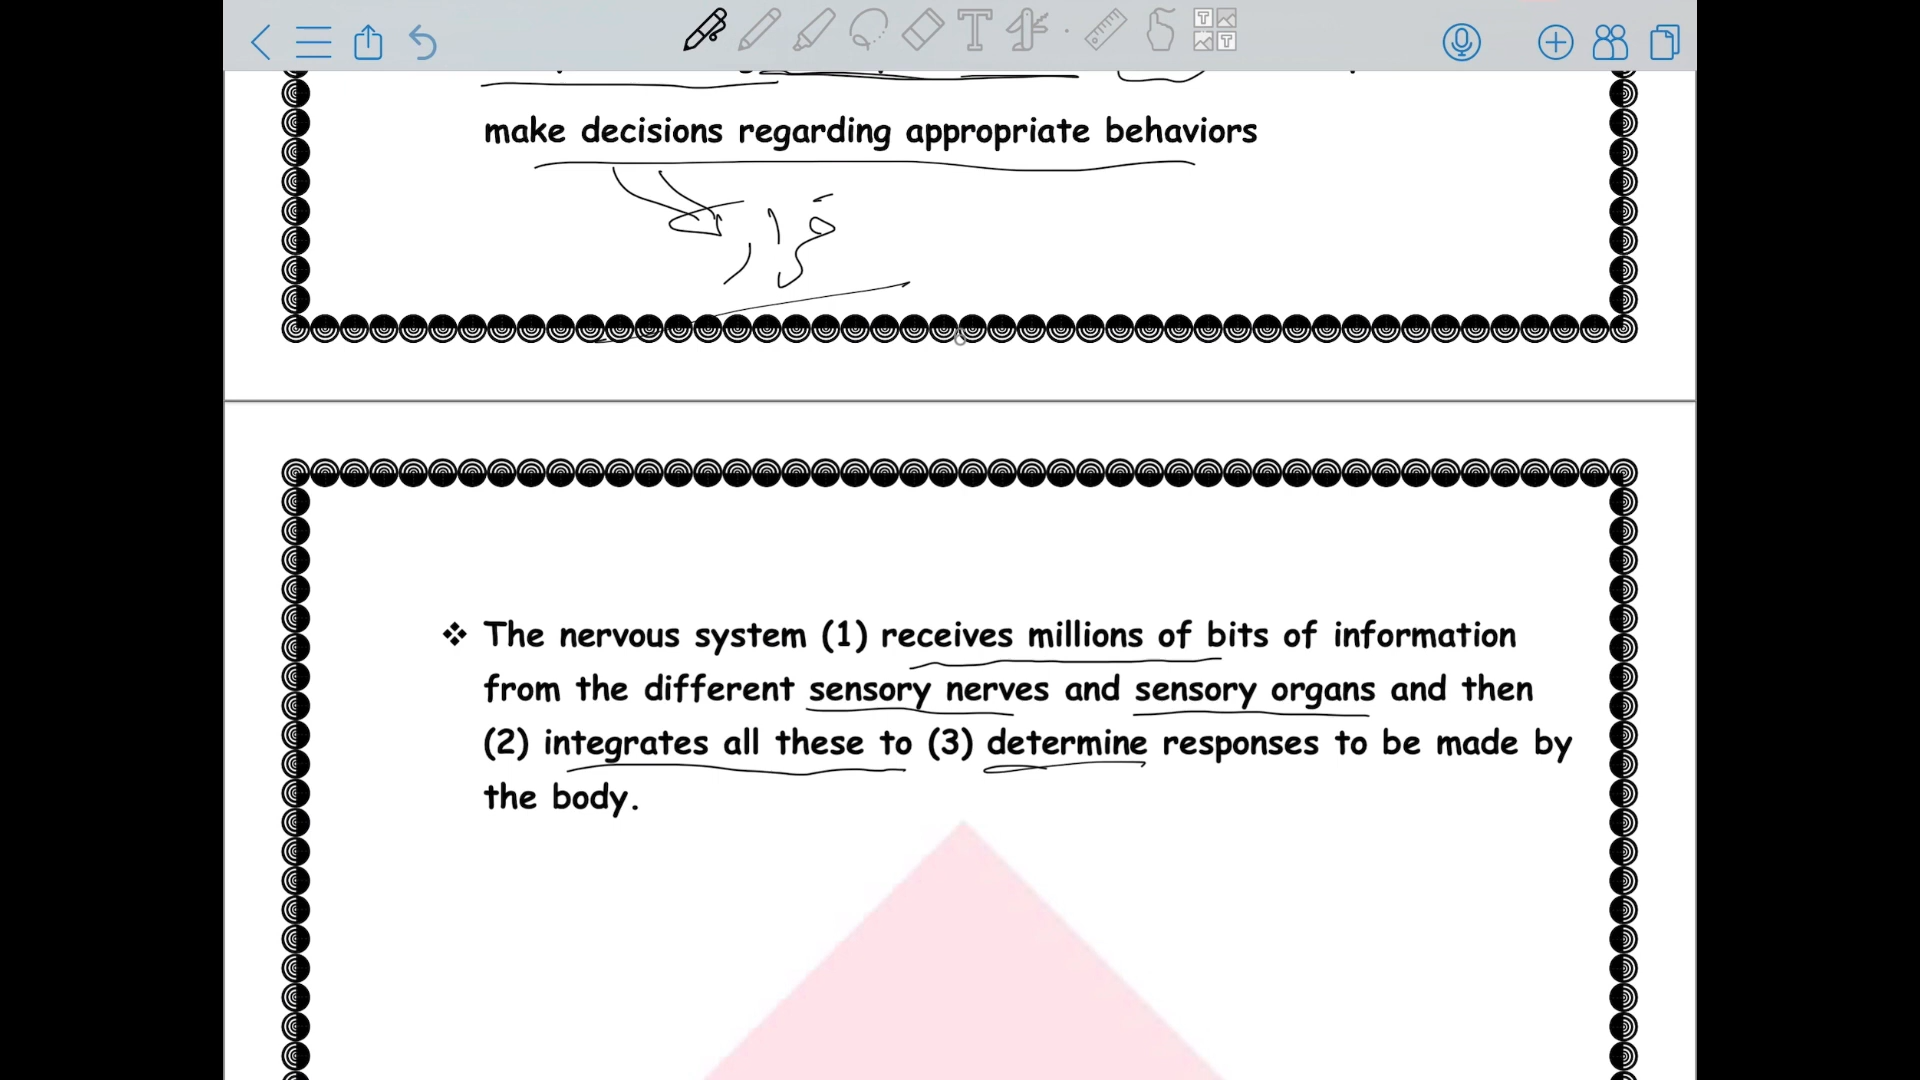 make decisions regarding appropriate behaviors
قرار
8
❖ The nervous system (1) receives millions of bits of information
from the different sensory nerves and sensory organs and then
(2) integrates all these to (3) determine responses to be made by
the body.